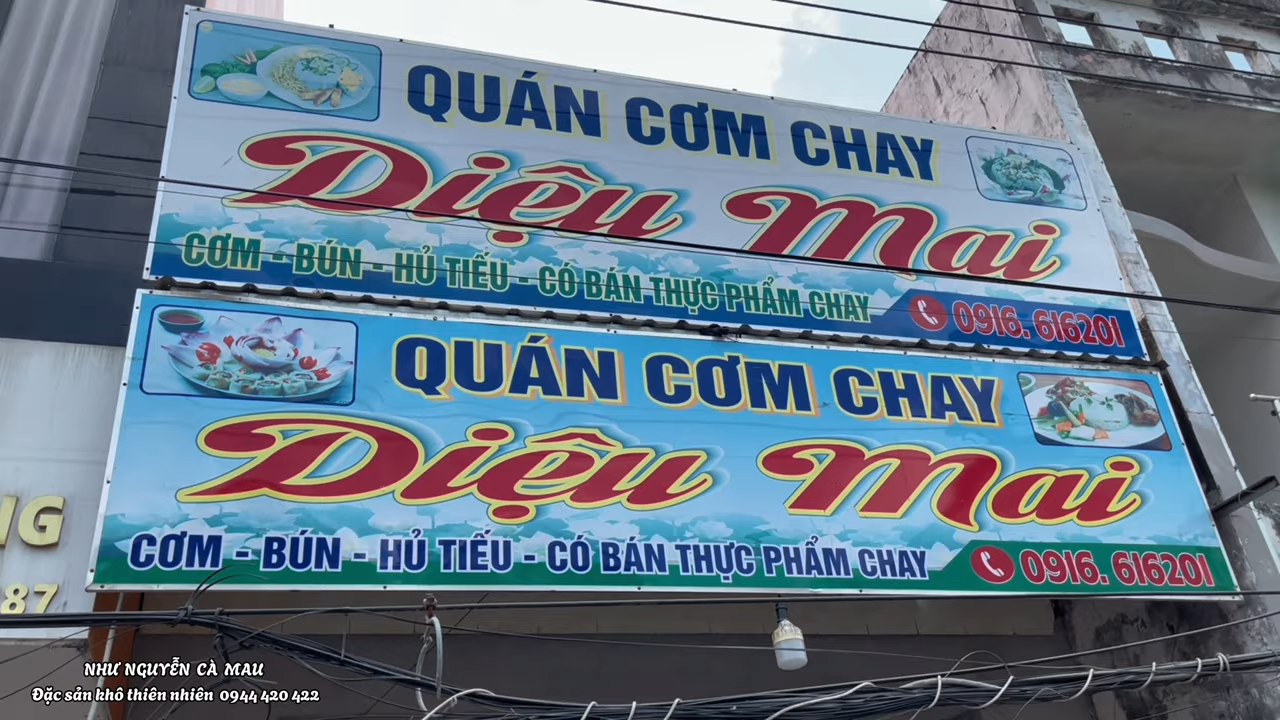 QUÁN CƠM CHAY
Diệu Mai
CƠM - BÚN - HỦ TIẾU - CÓ BÁN THỰC PHẨM CHAY
0916. 616201
QUÁN CƠM CHAY
Diệu Mai
CƠM - BÚN - HỦ TIẾU - CÓ BÁN THỰC PHẨM CHAY
0916. 616201
NG
87
NHƯ NGUYỄN CÀ MAU
Đặc sản khô thiên nhiên 0944 420 422